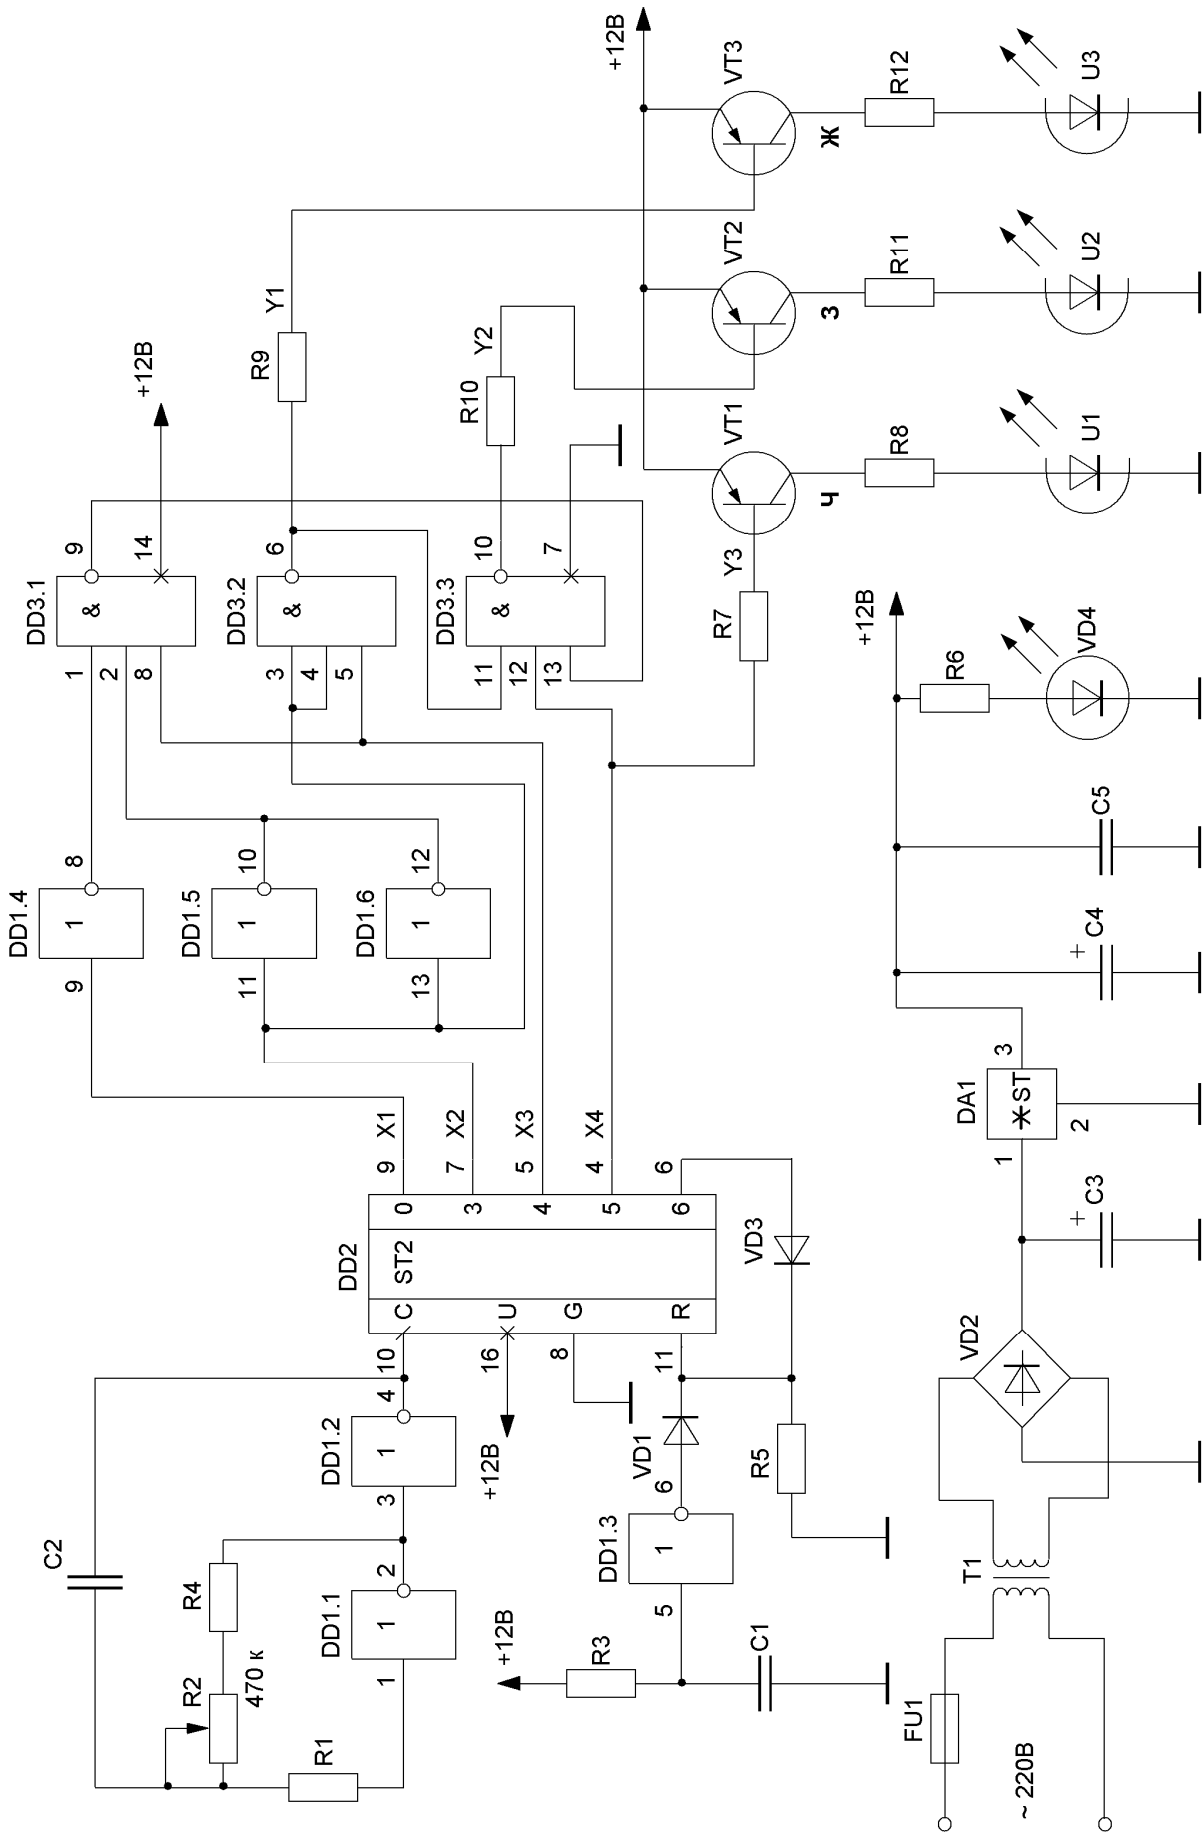 C2
R2
470 к
R4
R1
1
DD1.1
1
2
3
DD1.2
1
4
10
+12В
16
8
11
DD2
C
U
G
R
ST2
0
3
4
5
6
9
7
5
4
6
X1
X2
X3
X4
DD1.4
9
1
8
DD1.5
11
1
10
DD1.6
13
1
12
DD3.1
1
2
8
&
9
14
+12В
DD3.2
3
4
5
&
6
R9
Y1
DD3.3
11
12
13
&
10
7
R10
Y2
+12В
R3
C1
5
DD1.3
1
6
VD1
R5
VD3
R7
Y3
+12В
VT1
VT2
VT3
Ч
З
Ж
R8
R11
R12
U1
U2
U3
FU1
~ 220В
T1
VD2
C3
+
1
DA1
ST
3
2
+
C4
C5
+12В
R6
VD4